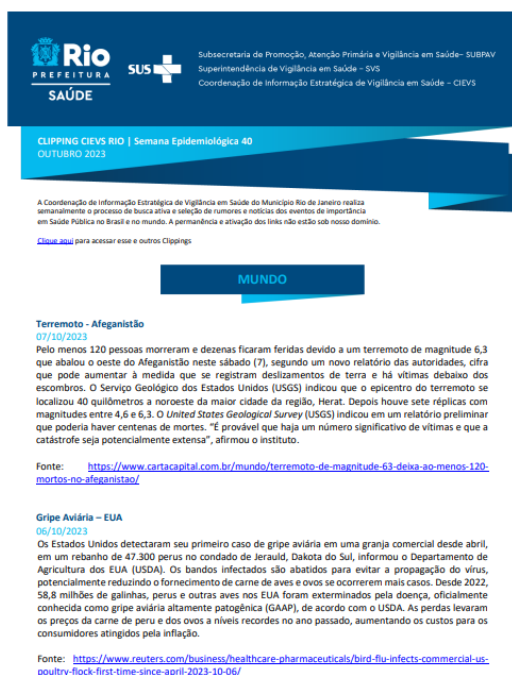 Rio
PREFEITURA
SAÚDE
SUS
Subsecretaria de Promoção, Atenção Primária e Vigilância em Saúde– SUBPAV
Superintendência de Vigilância em Saúde – SVS
Coordenação de Informação Estratégica de Vigilância em Saúde – CIEVS
CLIPPING CIEVS RIO | Semana Epidemiológica 40
OUTUBRO 2023
A Coordenação de Informação Estratégica de Vigilância em Saúde do Município Rio de Janeiro realiza
semanalmente o processo de busca ativa e seleção de rumores e notícias dos eventos de importância
em Saúde Pública no Brasil e no mundo. A permanência e ativação dos links não estão sob nosso domínio.
Clique aqui para acessar esse e outros Clippings
MUNDO
Terremoto - Afeganistão
07/10/2023
Pelo menos 120 pessoas morreram e dezenas ficaram feridas devido a um terremoto de magnitude 6,3
que abalou o oeste do Afeganistão neste sábado (7), segundo um novo relatório das autoridades, cifra
que pode aumentar à medida que se registram deslizamentos de terra e há vítimas debaixo dos
escombros. O Serviço Geológico dos Estados Unidos (USGS) indicou que o epicentro do terremoto se
localizou 40 quilômetros a noroeste da maior cidade da região, Herat. Depois houve sete réplicas com
magnitudes entre 4,6 e 6,3. O United States Geological Survey (USGS) indicou em um relatório preliminar
que poderia haver centenas de mortes. “É provável que haja um número significativo de vítimas e que a
catástrofe seja potencialmente extensa”, afirmou o instituto.
Fonte: https://www.cartacapital.com.br/mundo/terremoto-de-magnitude-63-deixa-ao-menos-120-
mortos-no-afeganistao/
Gripe Aviária – EUA
06/10/2023
Os Estados Unidos detectaram seu primeiro caso de gripe aviária em uma granja comercial desde abril,
em um rebanho de 47.300 perus no condado de Jerauld, Dakota do Sul, informou o Departamento de
Agricultura dos EUA (USDA). Os bandos infectados são abatidos para evitar a propagação do vírus,
potencialmente reduzindo o fornecimento de carne de aves e ovos se ocorrerem mais casos. Desde 2022,
58,8 milhões de galinhas, perus e outras aves nos EUA foram exterminados pela doença, oficialmente
conhecida como gripe aviária altamente patogênica (GAAP), de acordo com o USDA. As perdas levaram
os preços da carne de peru e dos ovos a níveis recordes no ano passado, aumentando os custos para os
consumidores atingidos pela inflação.
Fonte: https://www.reuters.com/business/healthcare-pharmaceuticals/bird-flu-infects-commercial-us-
poultry-flock-first-time-since-april-2023-10-06/